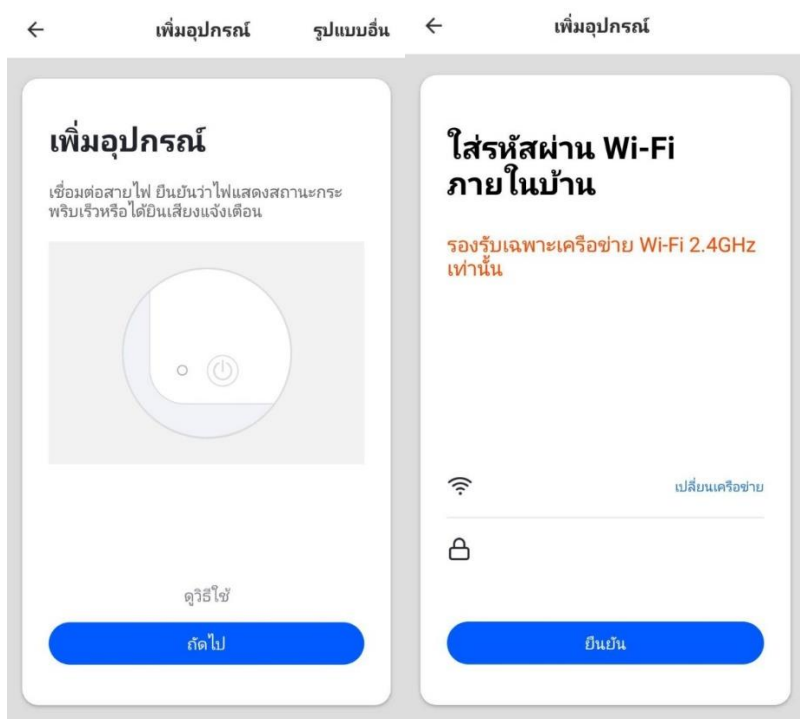 เพิ่มอุปกรณ์
รูปแบบอื่น
เพิ่มอุปกรณ์
เชื่อมต่อสายไฟ ยืนยันว่าไฟแสดงสถานะกระ
พริบเร็วหรือได้ยินเสียงแจ้งเตือน
ดูวิธีใช้
ถัดไป
เพิ่มอุปกรณ์
ใส่รหัสผ่าน Wi-Fi
ภายในบ้าน
รองรับเฉพาะเครือข่าย Wi-Fi 2.4GHz
เท่านั้น
เปลี่ยนเครือข่าย
ยืนยัน